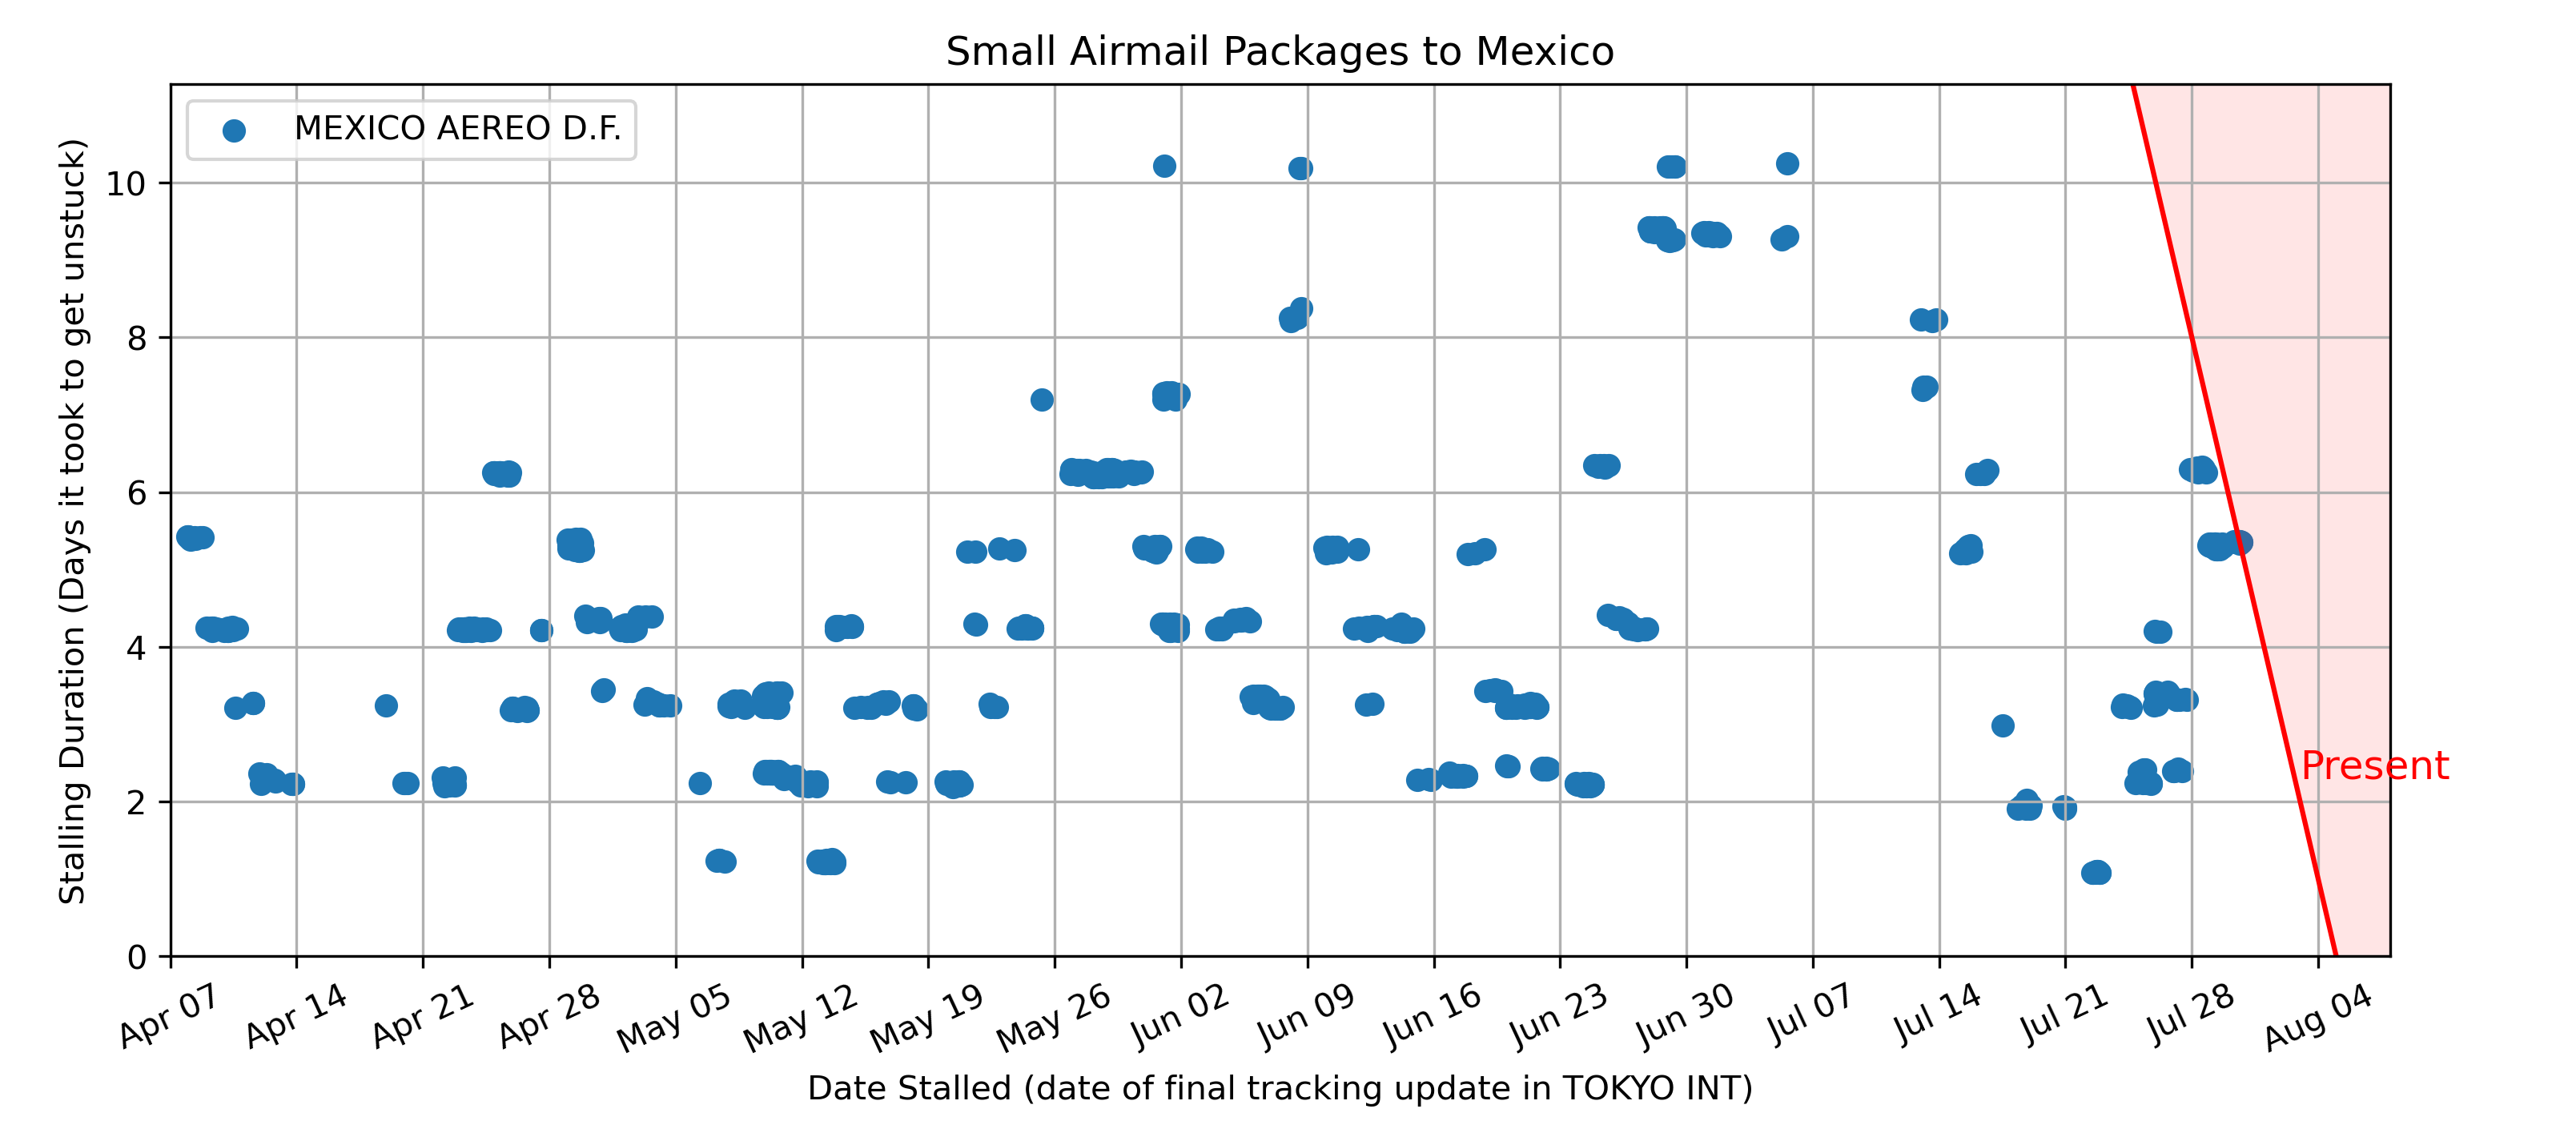 Small Airmail Packages to Mexico
MEXICO AEREO D.F.
Stalling Duration (Days it took to get unstuck)
10
8
6
4
2
0
Present
Apr 07
Apr 14
Apr 21
Apr 28
May 05
May 12
May 19
May 26
Jun 02
Jun 09
Jun 16
Jun 23
Jun 30
Jul 07
Jul 14
Jul 21
Jul 28
Aug 04
Date Stalled (date of final tracking update in TOKYO INT)